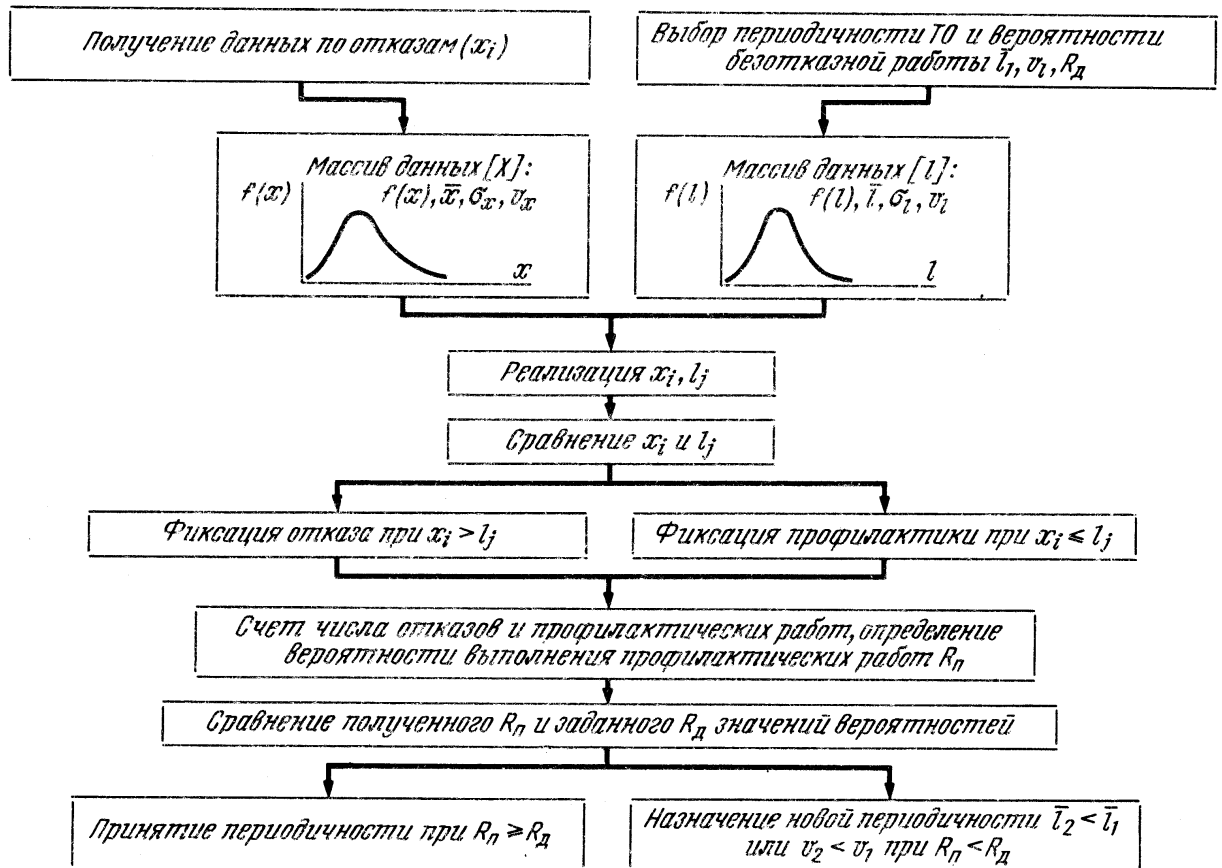 Получение данных по отказам (xᵢ)
Выбор периодичности ТО и вероятности
безотказной работы l̄₁, v_l, R_д
Массив данных [X]:
f(x), x̄, σ_x, v_x
f(x)
x
Массив данных [l]:
f(l), l̄, σ_l, v_l
f(l)
l
Реализация xᵢ, lⱼ
Сравнение xᵢ и lⱼ
Фиксация отказа при xᵢ > lⱼ
Фиксация профилактики при xᵢ ≤ lⱼ
Счет числа отказов и профилактических работ, определение
вероятности выполнения профилактических работ R_п
Сравнение полученного R_п и заданного R_д значений вероятностей
Принятие периодичности при R_п ≥ R_д
Назначение новой периодичности l̄₂ < l̄₁
или v₂ < v₁ при R_п < R_д